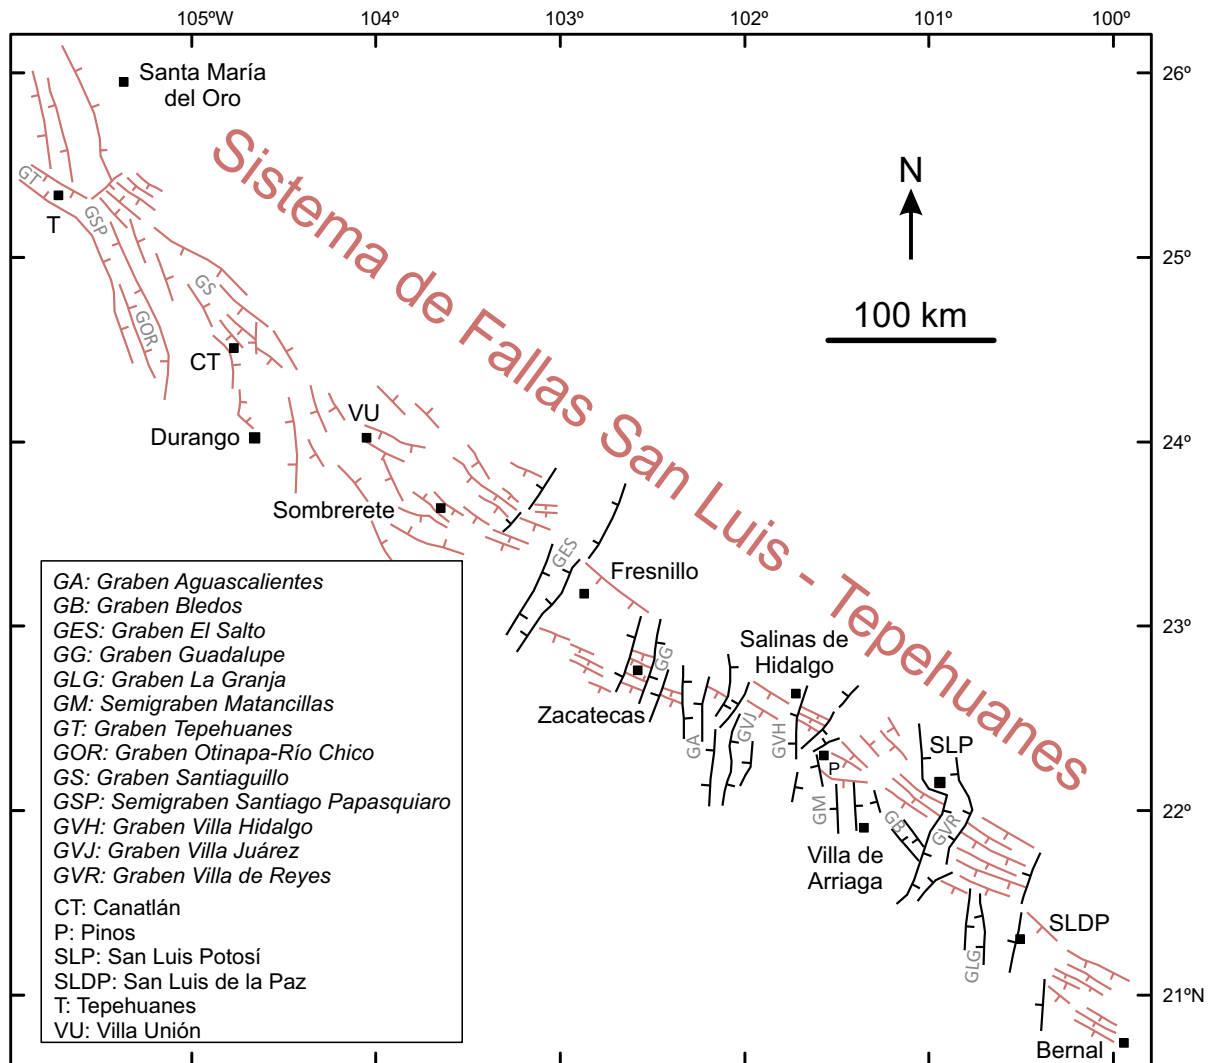 105ºW
104º
103º
102º
101º
100º
26º
25º
24º
23º
22º
21ºN
Santa María
del Oro
Sistema de Fallas San Luis - Tepehuanes
N
100 km
GT
T
GSP
GS
GOR
CT
Durango
VU
Sombrerete
GES
Fresnillo
Salinas de
Hidalgo
GG
Zacatecas
GA
GVJ
GVH
P
GM
SLP
GB
GVR
Villa de
Arriaga
GLG
SLDP
Bernal
GA: Graben Aguascalientes
GB: Graben Bledos
GES: Graben El Salto
GG: Graben Guadalupe
GLG: Graben La Granja
GM: Semigraben Matancillas
GT: Graben Tepehuanes
GOR: Graben Otinapa-Río Chico
GS: Graben Santiaguillo
GSP: Semigraben Santiago Papasquiaro
GVH: Graben Villa Hidalgo
GVJ: Graben Villa Juárez
GVR: Graben Villa de Reyes
CT: Canatlán
P: Pinos
SLP: San Luis Potosí
SLDP: San Luis de la Paz
T: Tepehuanes
VU: Villa Unión